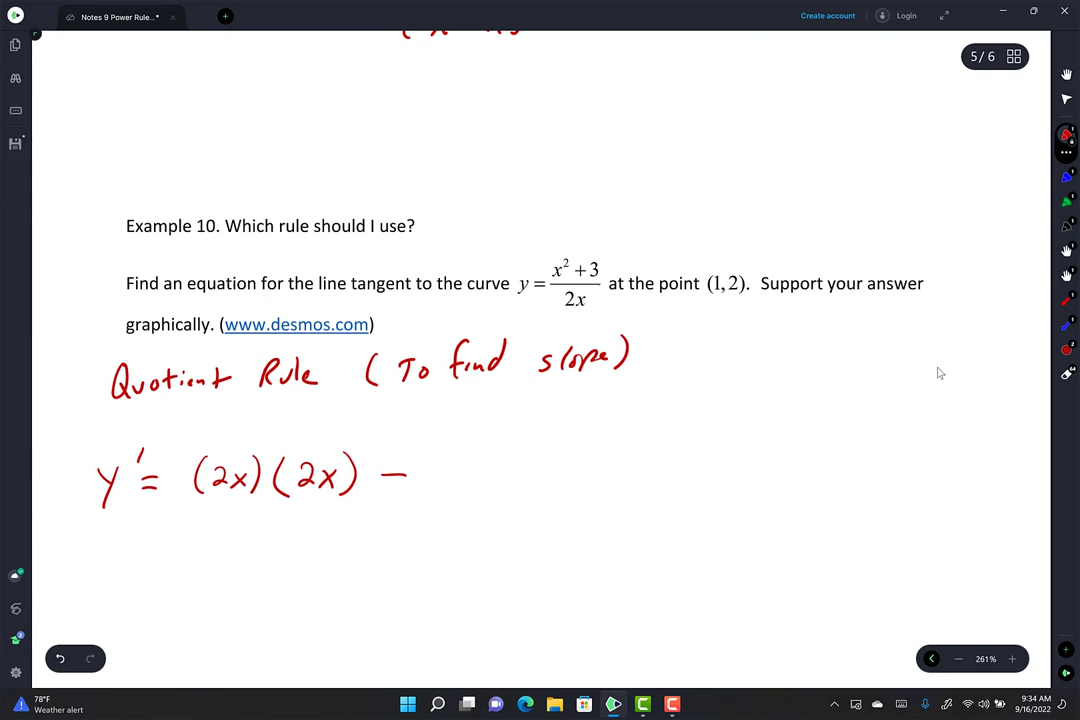 Notes 9 Power Rule...*
Create account
Login
5 / 6
Example 10. Which rule should I use?
Find an equation for the line tangent to the curve y = (x² + 3)/(2x) at the point (1, 2). Support your answer
graphically. (www.desmos.com)
Quotient Rule (To find slope)
y' = (2x)(2x) –
261%
78°F
Weather alert
9:34 AM
9/16/2022